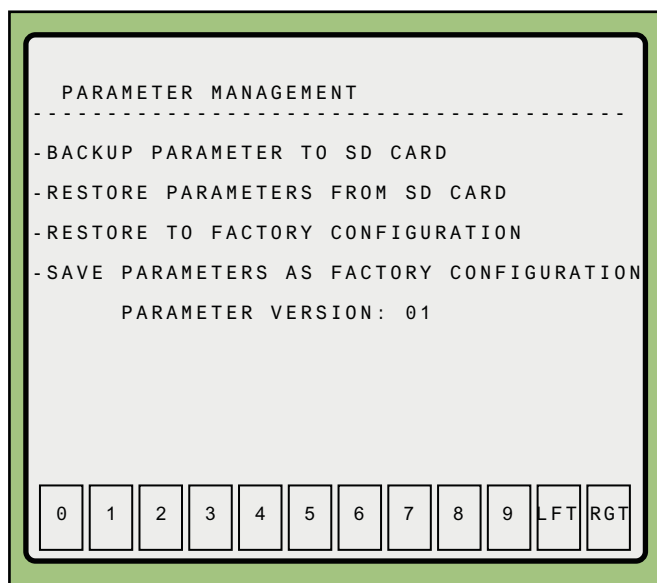 PARAMETER MANAGEMENT
----------------------------------------
-BACKUP PARAMETER TO SD CARD
-RESTORE PARAMETERS FROM SD CARD
-RESTORE TO FACTORY CONFIGURATION
-SAVE PARAMETERS AS FACTORY CONFIGURATION
PARAMETER VERSION: 01
0 1 2 3 4 5 6 7 8 9 LFT RGT